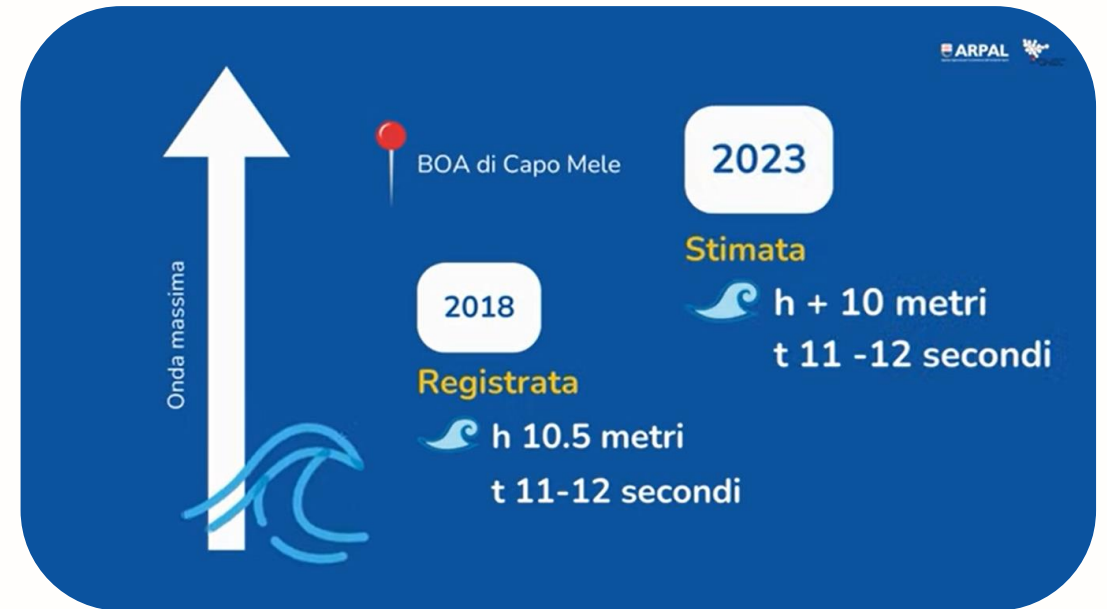 ARPAL
BOA di Capo Mele
2023
Stimata
h + 10 metri
t 11 -12 secondi
2018
Registrata
h 10.5 metri
t 11-12 secondi
Onda massima